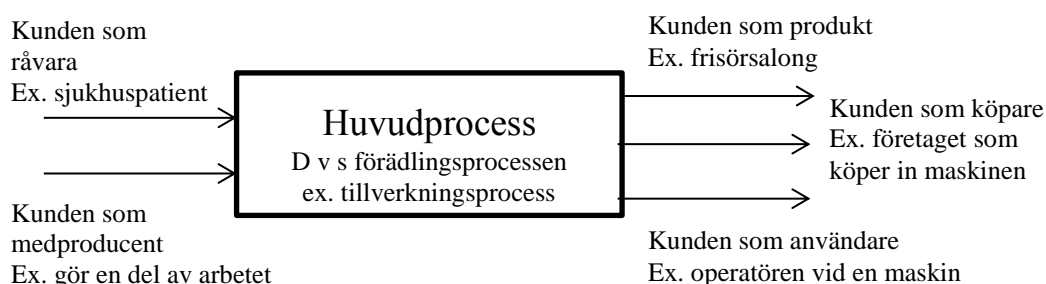 Kunden som
råvara
Ex. sjukhuspatient
Kunden som
medproducent
Ex. gör en del av arbetet
Huvudprocess
D v s förädlingsprocessen
ex. tillverkningsprocess
Kunden som produkt
Ex. frisörsalong
Kunden som köpare
Ex. företaget som
köper in maskinen
Kunden som användare
Ex. operatören vid en maskin